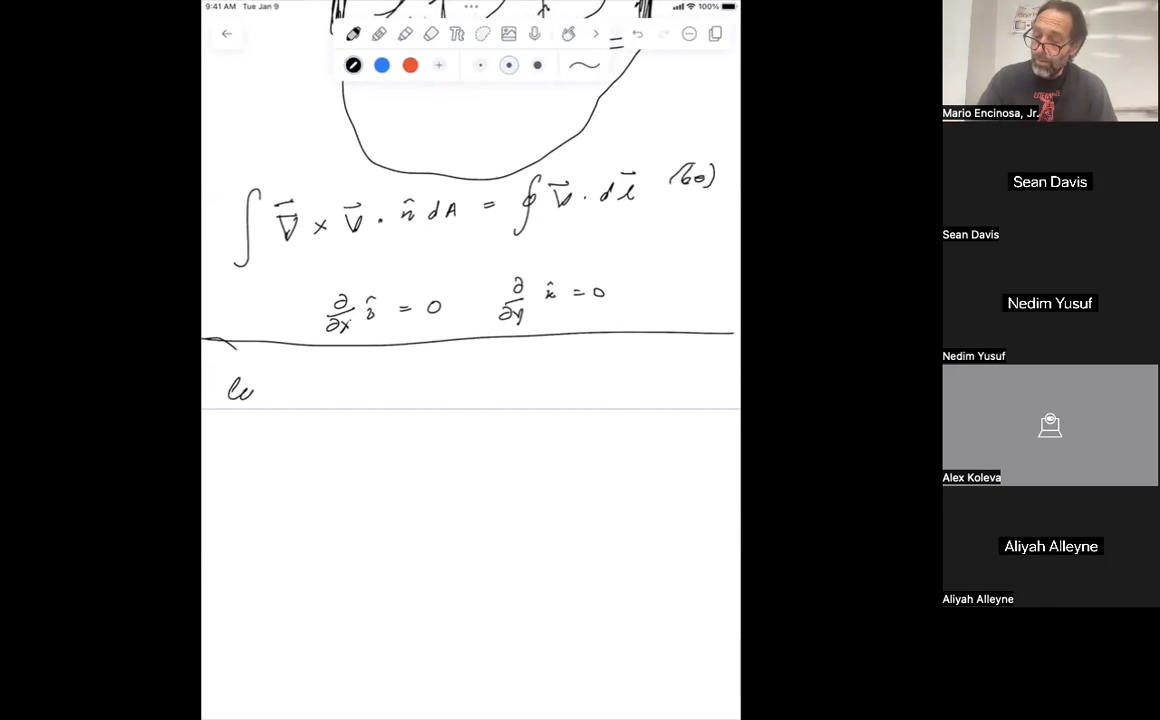 9:41 AM Tue Jan 9
100%
∫ ∇⃗ × V⃗ · n̂ dA = ∮ V⃗ · dl⃗ (60)
∂/∂x î = 0 ∂/∂y î = 0
Mario Encinosa, Jr.
Sean Davis
Sean Davis
Nedim Yusuf
Nedim Yusuf
Alex Koleva
Aliyah Alleyne
Aliyah Alleyne